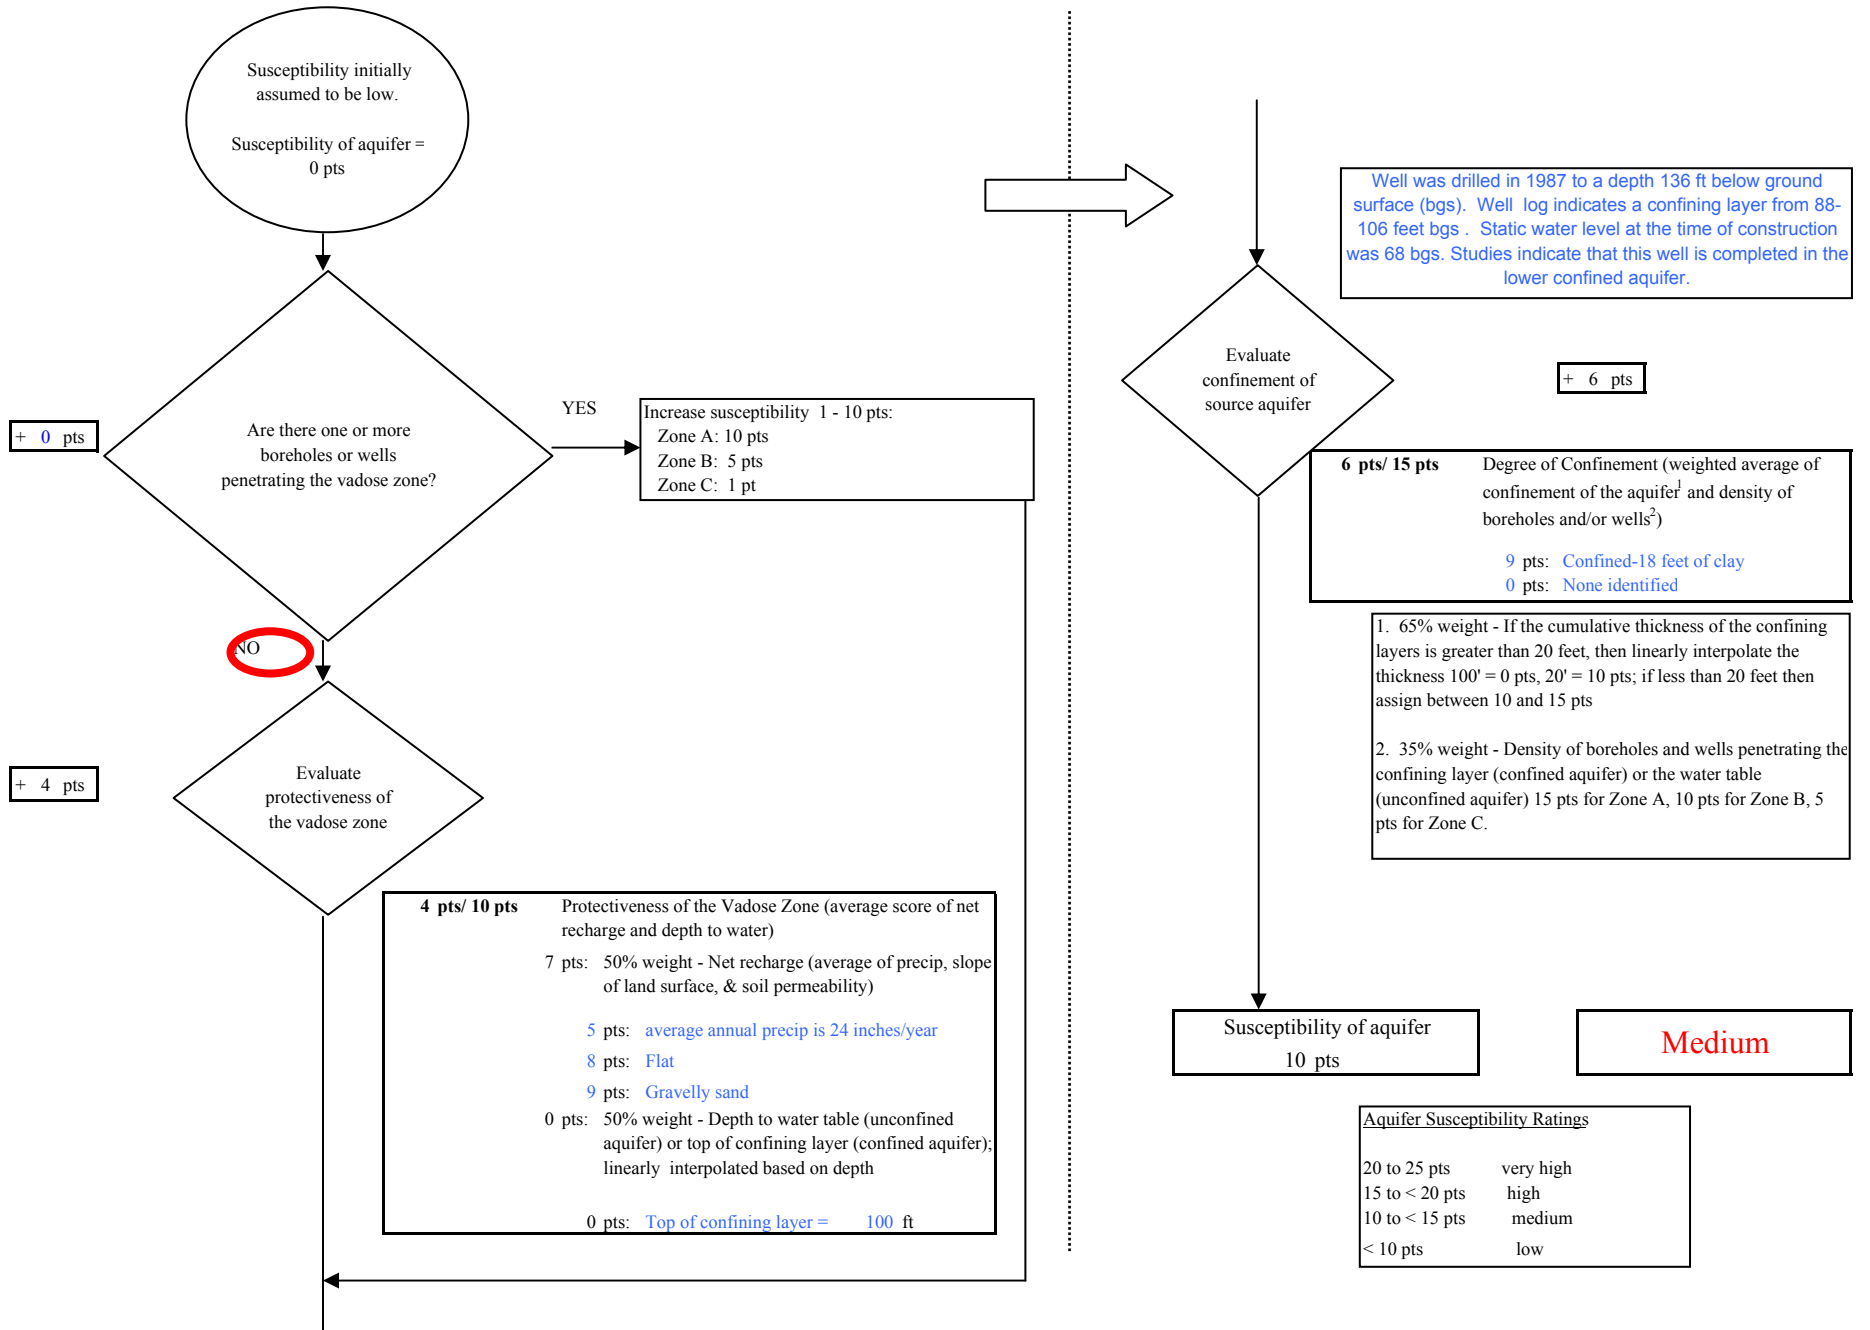 Susceptibility initially
assumed to be low.
Susceptibility of aquifer =
0 pts
+ 0 pts
Are there one or more
boreholes or wells
penetrating the vadose zone?
YES
Increase susceptibility 1 - 10 pts:
Zone A: 10 pts
Zone B: 5 pts
Zone C: 1 pt
NO
+ 4 pts
Evaluate
protectiveness of
the vadose zone
4 pts/ 10 pts Protectiveness of the Vadose Zone (average score of net
recharge and depth to water)
7 pts: 50% weight - Net recharge (average of precip, slope
of land surface, & soil permeability)
5 pts: average annual precip is 24 inches/year
8 pts: Flat
9 pts: Gravelly sand
0 pts: 50% weight - Depth to water table (unconfined
aquifer) or top of confining layer (confined aquifer);
linearly interpolated based on depth
0 pts: Top of confining layer = 100 ft
Well was drilled in 1987 to a depth 136 ft below ground
surface (bgs). Well log indicates a confining layer from 88-
106 feet bgs . Static water level at the time of construction
was 68 bgs. Studies indicate that this well is completed in the
lower confined aquifer.
Evaluate
confinement of
source aquifer
+ 6 pts
6 pts/ 15 pts Degree of Confinement (weighted average of
confinement of the aquifer1 and density of
boreholes and/or wells2)
9 pts: Confined-18 feet of clay
0 pts: None identified
1. 65% weight - If the cumulative thickness of the confining
layers is greater than 20 feet, then linearly interpolate the
thickness 100' = 0 pts, 20' = 10 pts; if less than 20 feet then
assign between 10 and 15 pts
2. 35% weight - Density of boreholes and wells penetrating the
confining layer (confined aquifer) or the water table
(unconfined aquifer) 15 pts for Zone A, 10 pts for Zone B, 5
pts for Zone C.
Susceptibility of aquifer
10 pts
Medium
Aquifer Susceptibility Ratings
20 to 25 pts very high
15 to < 20 pts high
10 to < 15 pts medium
< 10 pts low